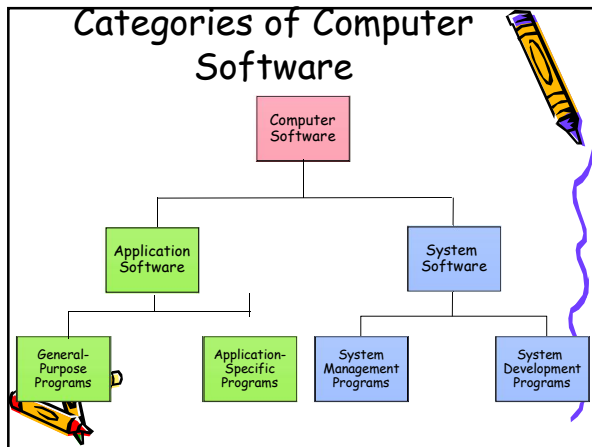 Categories of Computer
Software
Computer
Software
Application
Software
System
Software
General-
Purpose
Programs
Application-
Specific
Programs
System
Management
Programs
System
Development
Programs